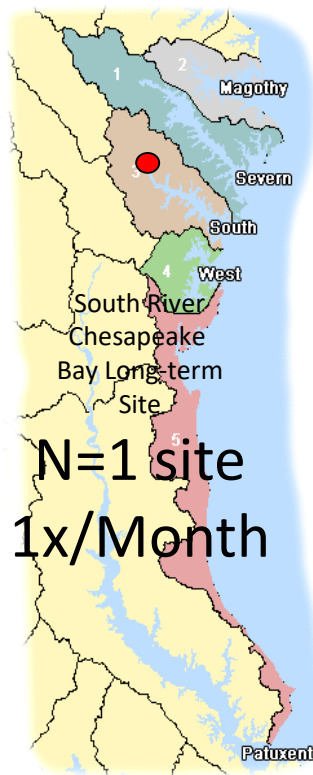 1
2
Magothy
3
Severn
South
4
West
South River
Chesapeake
Bay Long-term
Site
5
N=1 site
1x/Month
Patuxent